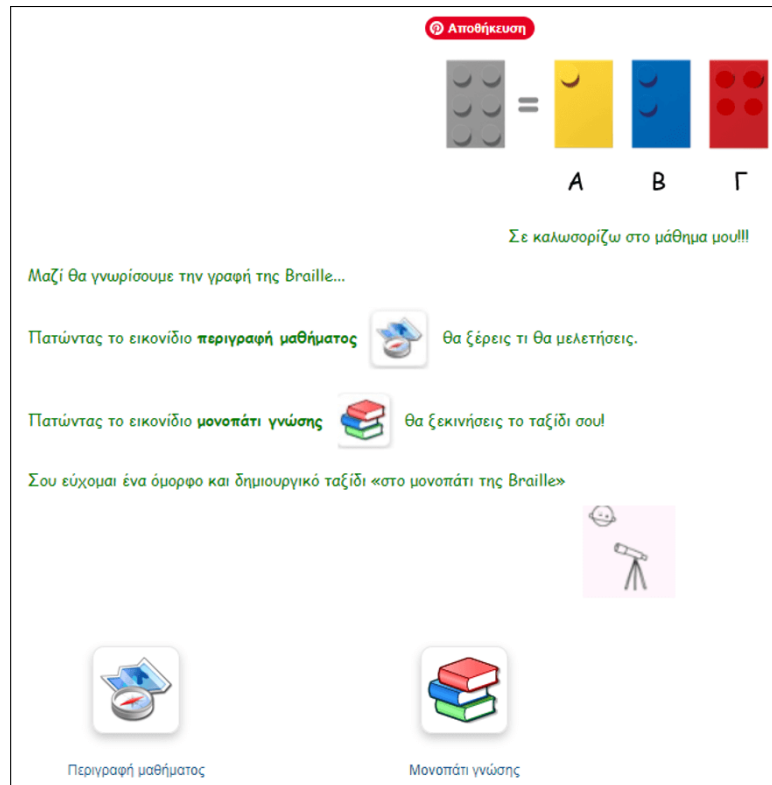 Αποθήκευση
=
Α Β Γ
Σε καλωσορίζω στο μάθημα μου!!!
Μαζί θα γνωρίσουμε την γραφή της Braille...
Πατώντας το εικονίδιο περιγραφή μαθήματος θα ξέρεις τι θα μελετήσεις.
Πατώντας το εικονίδιο μονοπάτι γνώσης θα ξεκινήσεις το ταξίδι σου!
Σου εύχομαι ένα όμορφο και δημιουργικό ταξίδι «στο μονοπάτι της Braille»
Περιγραφή μαθήματος Μονοπάτι γνώσης